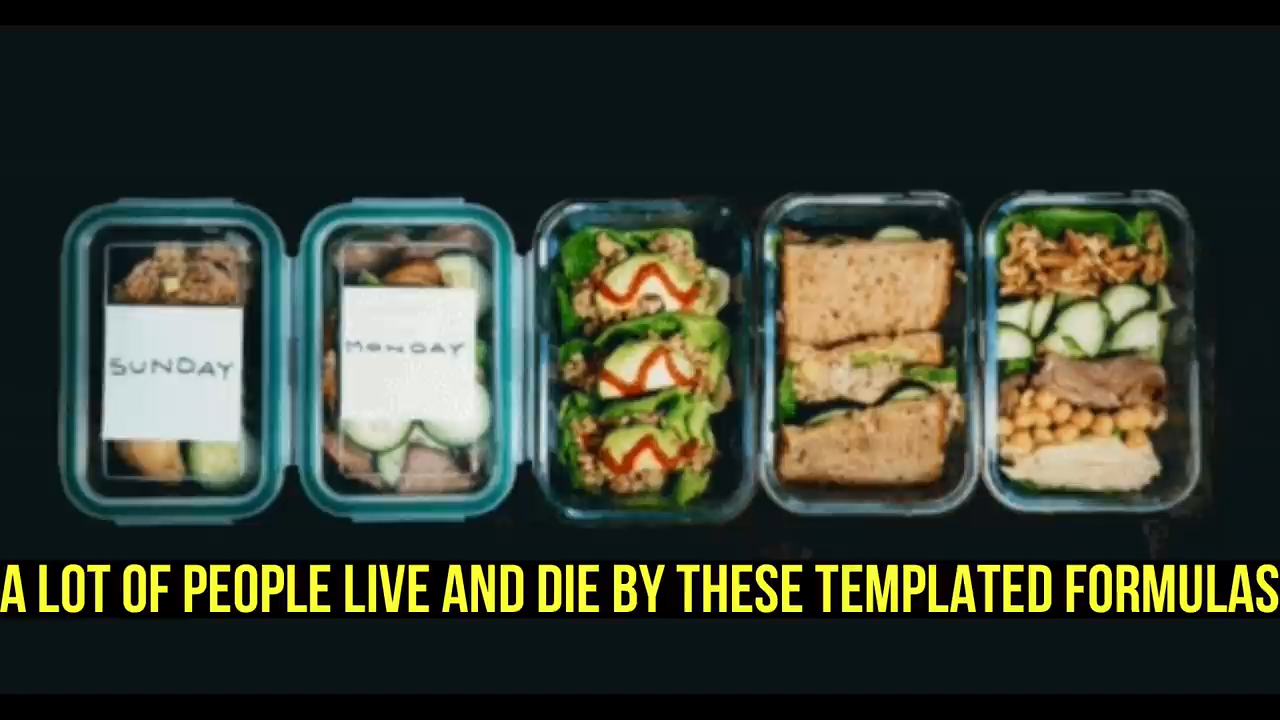 SUNDAY
MONDAY
A LOT OF PEOPLE LIVE AND DIE BY THESE TEMPLATED FORMULAS